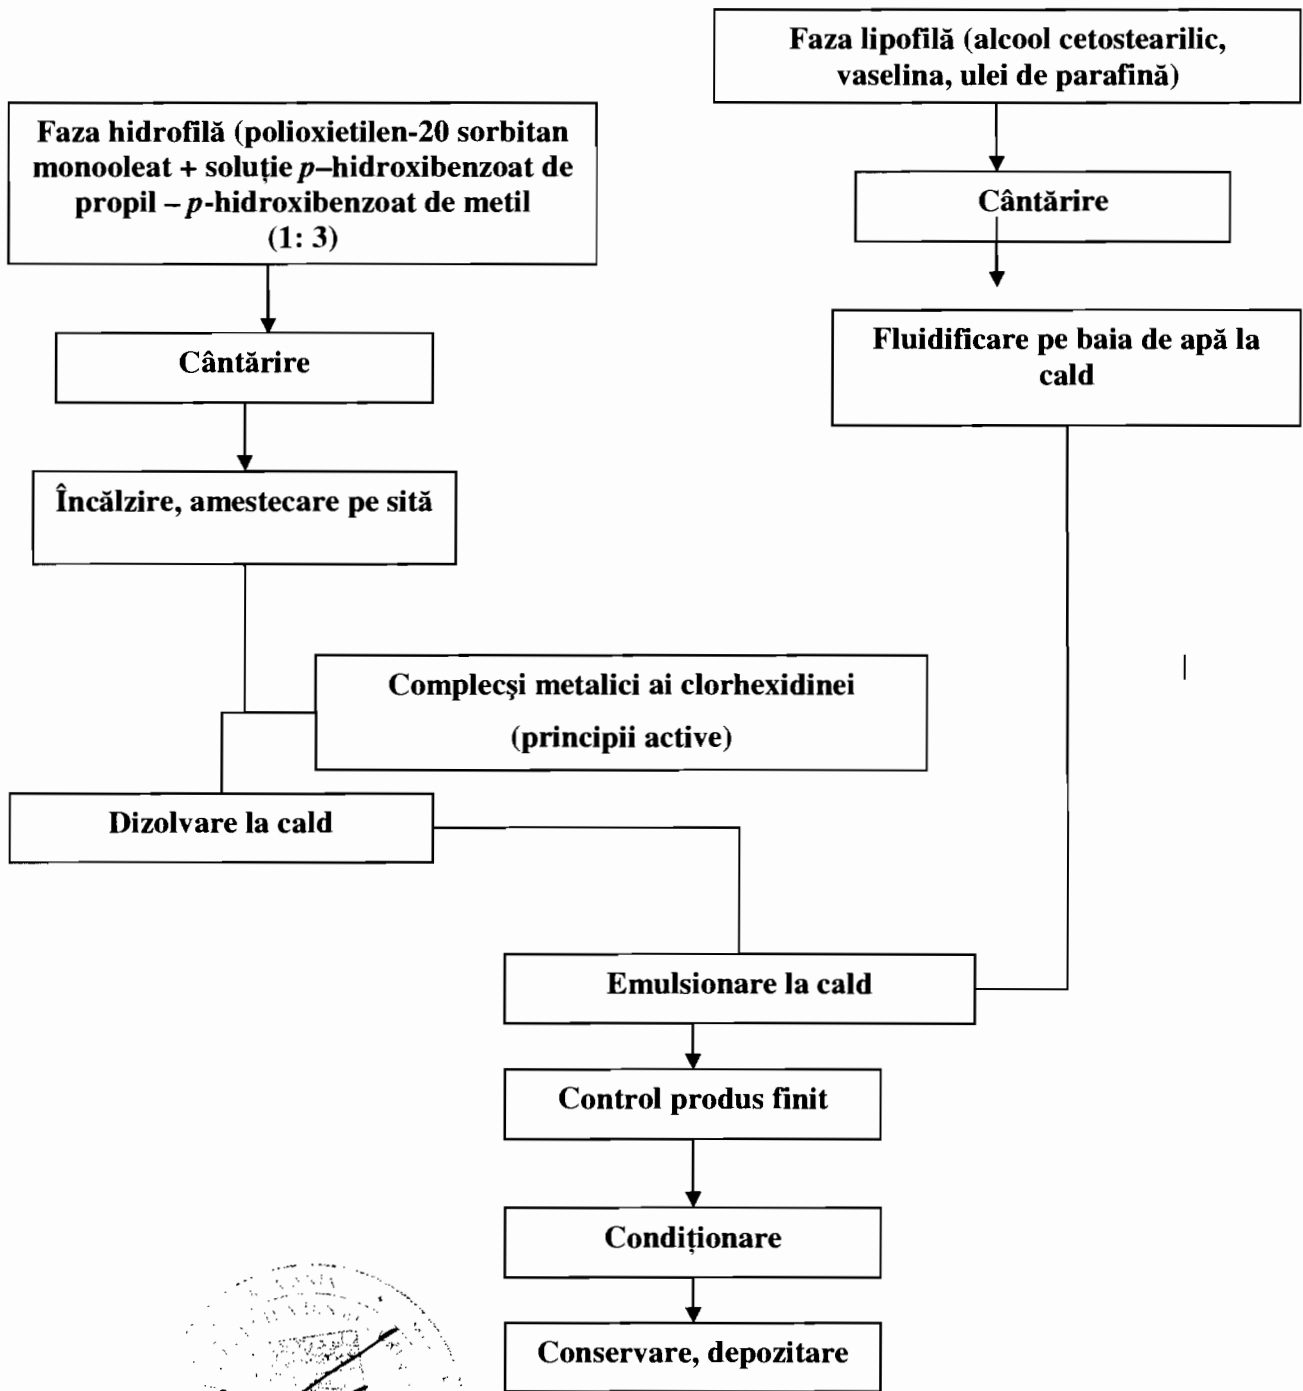 Faza lipofilă (alcool cetostearilic,
vaselina, ulei de parafină)
Faza hidrofilă (polioxietilen-20 sorbitan
monooleat + soluție p–hidroxibenzoat de
propil – p-hidroxibenzoat de metil
(1: 3)
Cântărire
Cântărire
Fluidificare pe baia de apă la
cald
Încălzire, amestecare pe sită
Complecşi metalici ai clorhexidinei
(principii active)
Dizolvare la cald
Emulsionare la cald
Control produs finit
Condiționare
Conservare, depozitare